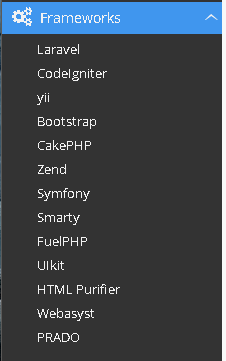 Frameworks
Laravel
CodeIgniter
yii
Bootstrap
CakePHP
Zend
Symfony
Smarty
FuelPHP
UIkit
HTML Purifier
Webasyst
PRADO